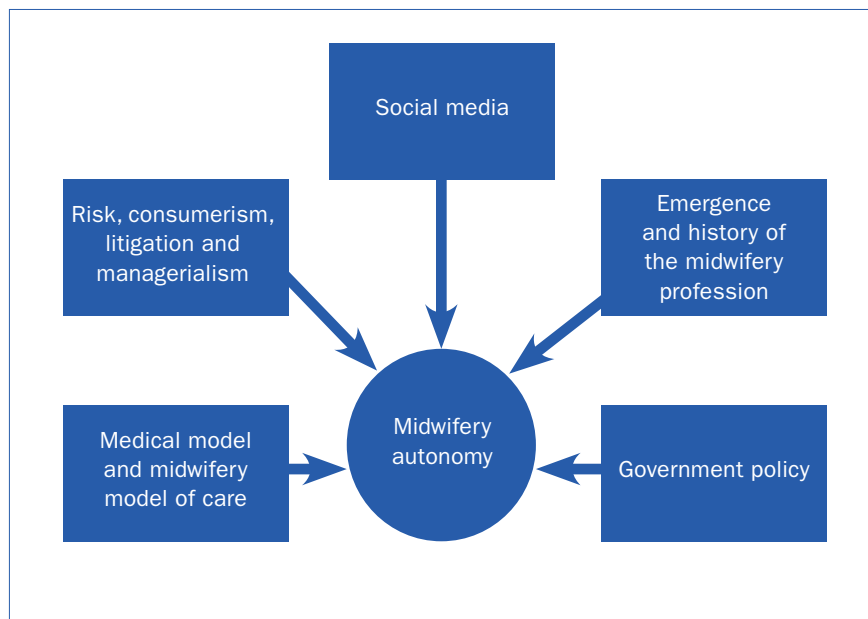 Social media
Risk, consumerism,
litigation and
managerialism
Emergence
and history of
the midwifery
profession
Medical model
and midwifery
model of care
Midwifery
autonomy
Government policy